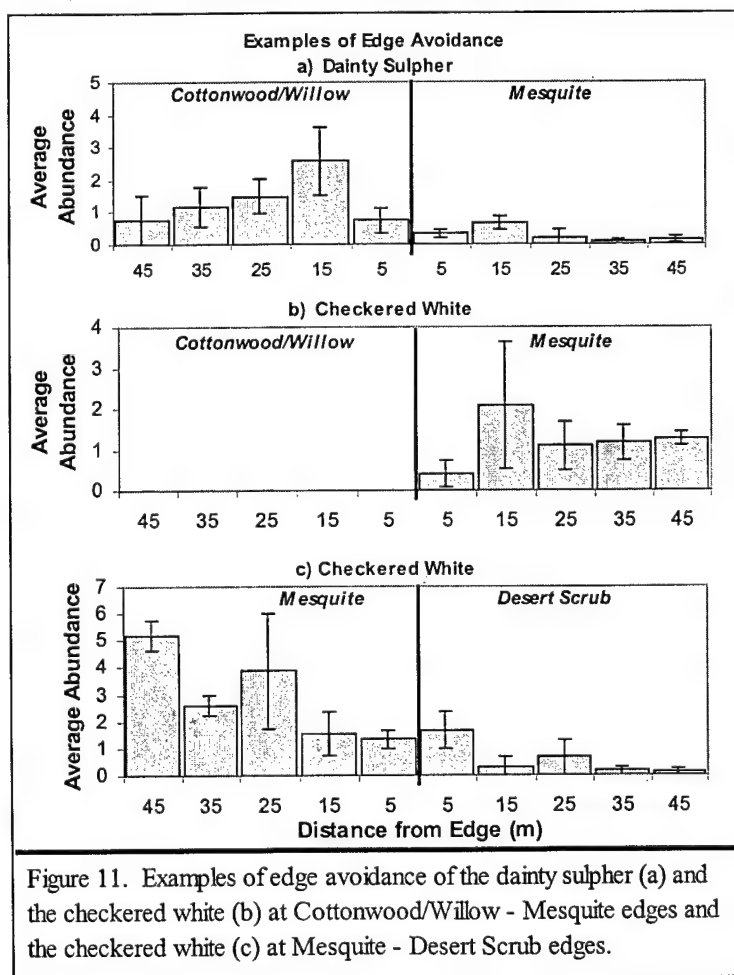 Examples of Edge Avoidance
a) Dainty Sulpher
Cottonwood/Willow
Mesquite
Average
Abundance
5
4
3
2
1
0
45 35 25 15 5 5 15 25 35 45
b) Checkered White
Cottonwood/Willow
Mesquite
Average
Abundance
4
3
2
1
0
45 35 25 15 5 5 15 25 35 45
c) Checkered White
Mesquite
Desert Scrub
Average Abundance
7
6
5
4
3
2
1
0
45 35 25 15 5 5 15 25 35 45
Distance from Edge (m)
Figure 11. Examples of edge avoidance of the dainty sulpher (a) and
the checkered white (b) at Cottonwood/Willow - Mesquite edges and
the checkered white (c) at Mesquite - Desert Scrub edges.